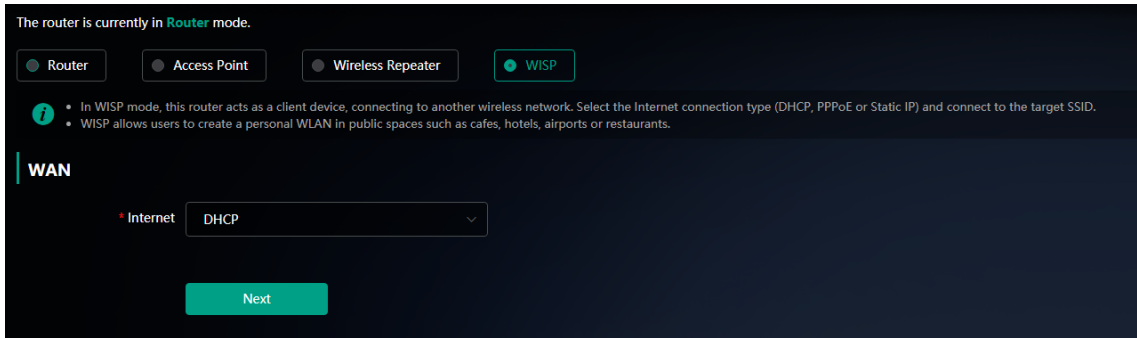 The router is currently in Router mode.
Router Access Point Wireless Repeater WISP
• In WISP mode, this router acts as a client device, connecting to another wireless network. Select the Internet connection type (DHCP, PPPoE or Static IP) and connect to the target SSID.
• WISP allows users to create a personal WLAN in public spaces such as cafes, hotels, airports or restaurants.
WAN
* Internet DHCP
Next